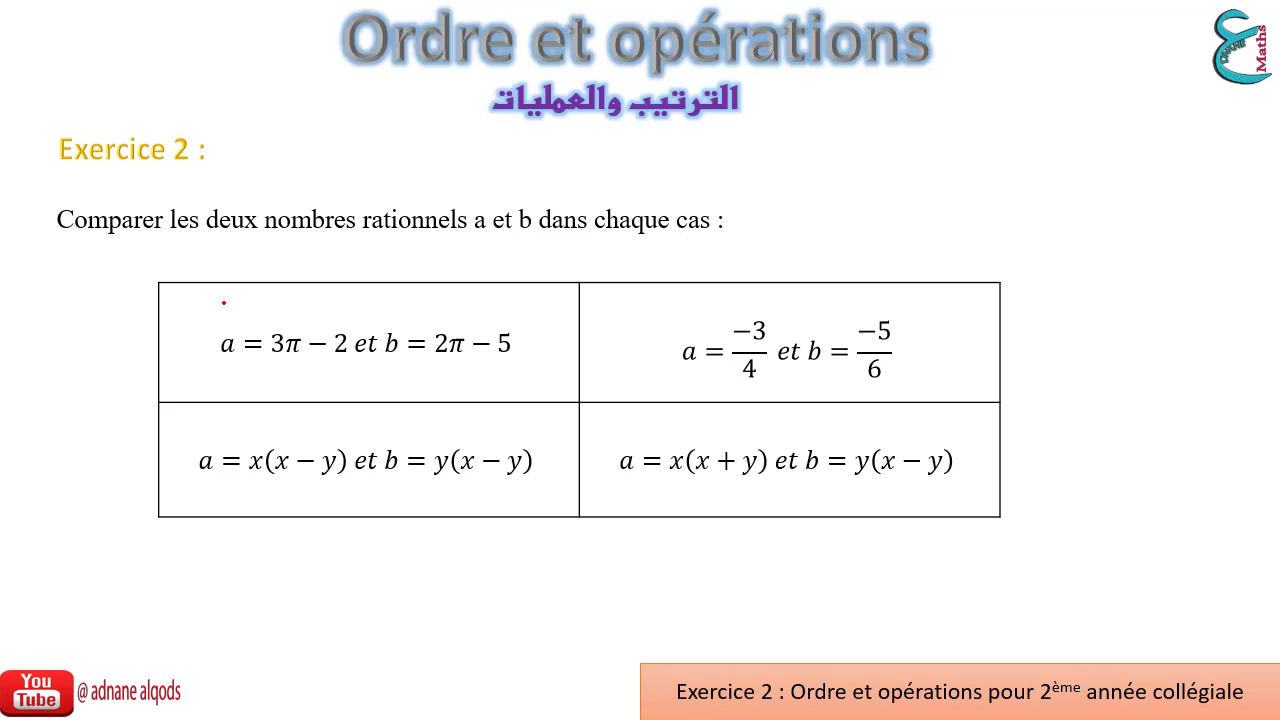 Ordre et opérations
الترتيب والعمليات
ADNANE Maths
Exercice 2 :
Comparer les deux nombres rationnels a et b dans chaque cas :
a = 3π − 2 et b = 2π − 5
a = −3/4 et b = −5/6
a = x(x − y) et b = y(x − y)
a = x(x + y) et b = y(x − y)
You Tube @ adnane alqods
Exercice 2 : Ordre et opérations pour 2ème année collégiale